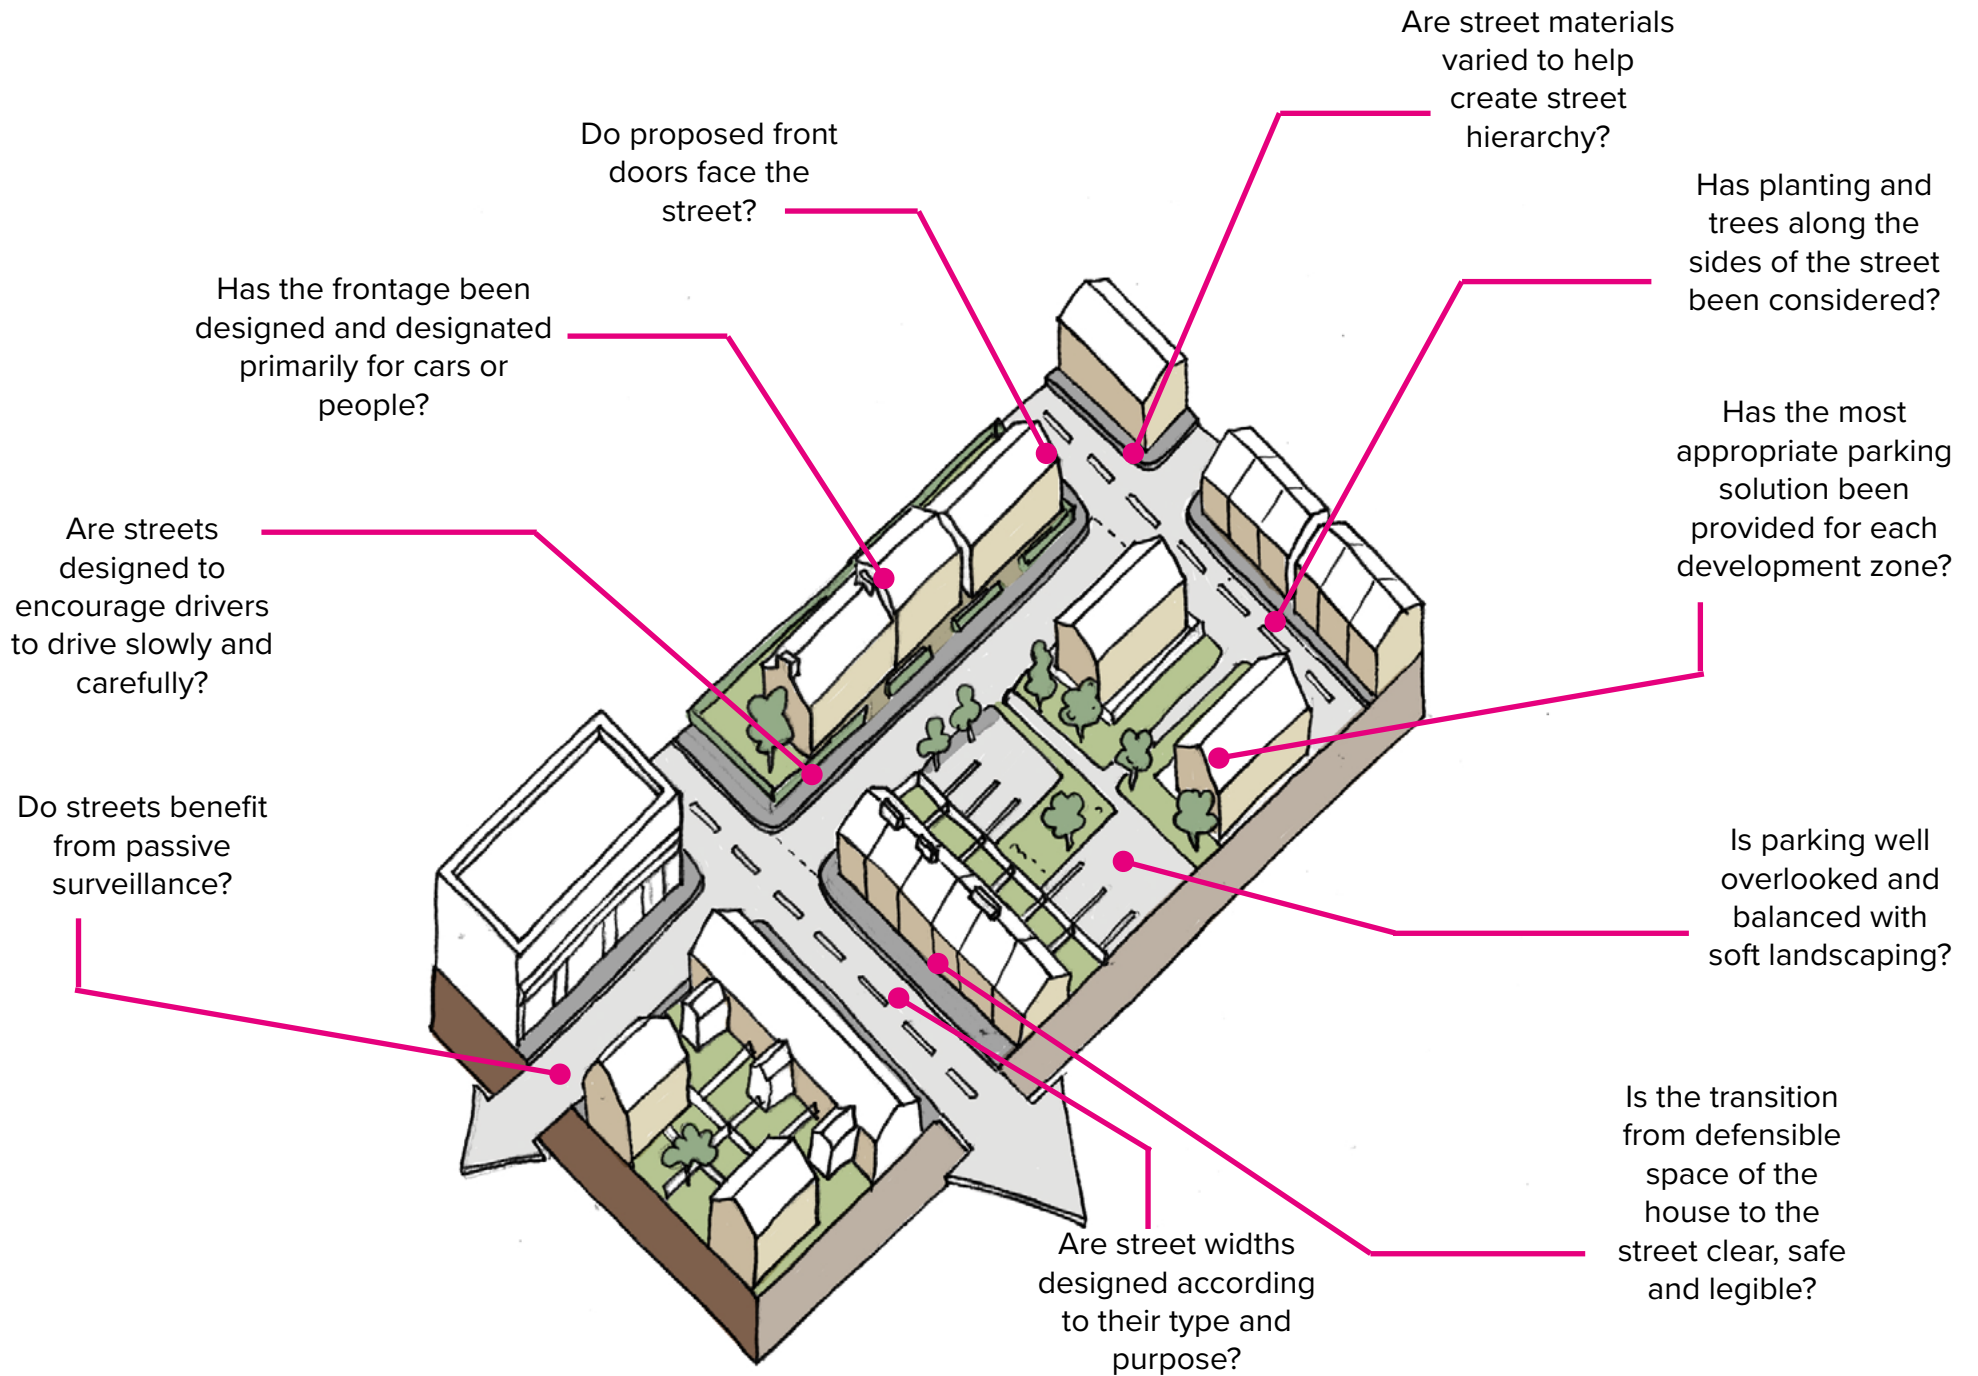 Are street materials
varied to help
create street
hierarchy?
Do proposed front
doors face the
street?
Has planting and
trees along the
sides of the street
been considered?
Has the frontage been
designed and designated
primarily for cars or
people?
Has the most
appropriate parking
solution been
provided for each
development zone?
Are streets
designed to
encourage drivers
to drive slowly and
carefully?
Do streets benefit
from passive
surveillance?
Is parking well
overlooked and
balanced with
soft landscaping?
Is the transition
from defensible
space of the
house to the
street clear, safe
and legible?
Are street widths
designed according
to their type and
purpose?